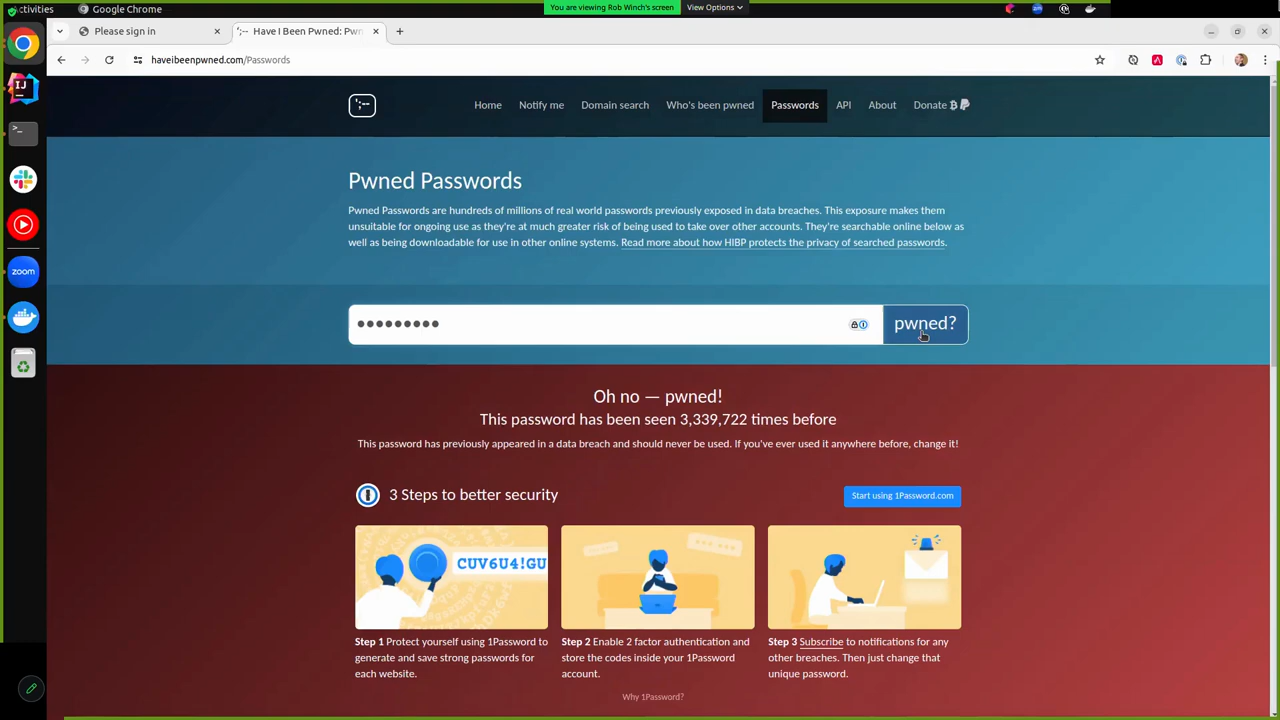 ctivities
Google Chrome
You are viewing Rob Winch's screen
View Options
Please sign in
Have I Been Pwned: Pwn
haveibeenpwned.com/Passwords
';--
Home
Notify me
Domain search
Who's been pwned
Passwords
API
About
Donate
Pwned Passwords
Pwned Passwords are hundreds of millions of real world passwords previously exposed in data breaches. This exposure makes them
unsuitable for ongoing use as they're at much greater risk of being used to take over other accounts. They're searchable online below as
well as being downloadable for use in other online systems. Read more about how HIBP protects the privacy of searched passwords.
●●●●●●●●●
pwned?
Oh no — pwned!
This password has been seen 3,339,722 times before
This password has previously appeared in a data breach and should never be used. If you've ever used it anywhere before, change it!
3 Steps to better security
Start using 1Password.com
CUV6U4!GU
Step 1 Protect yourself using 1Password to
generate and save strong passwords for
each website.
Step 2 Enable 2 factor authentication and
store the codes inside your 1Password
account.
Step 3 Subscribe to notifications for any
other breaches. Then just change that
unique password.
Why 1Password?
IJ
zoom